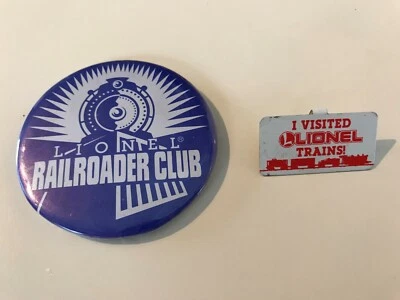 LIONEL®
RAILROADER CLUB
I VISITED
LIONEL
TRAINS!